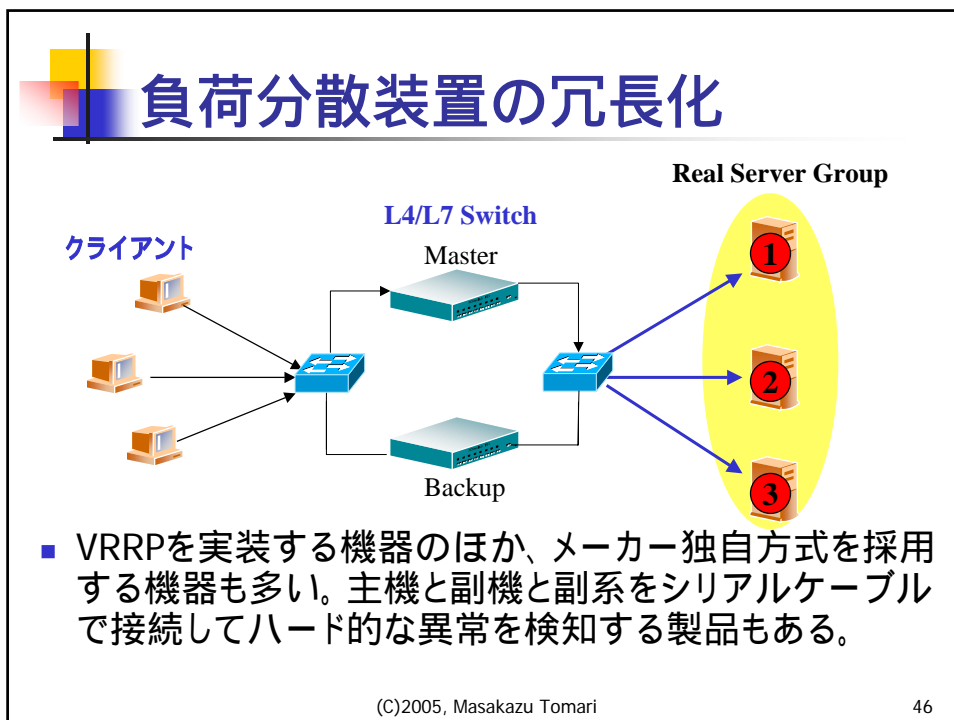 負荷分散装置の冗長化
Real Server Group
L4/L7 Switch
クライアント
Master
1
2
3
Backup
VRRPを実装する機器のほか、メーカー独自方式を採用
する機器も多い。主機と副機と副系をシリアルケーブル
で接続してハード的な異常を検知する製品もある。
(C)2005, Masakazu Tomari
46